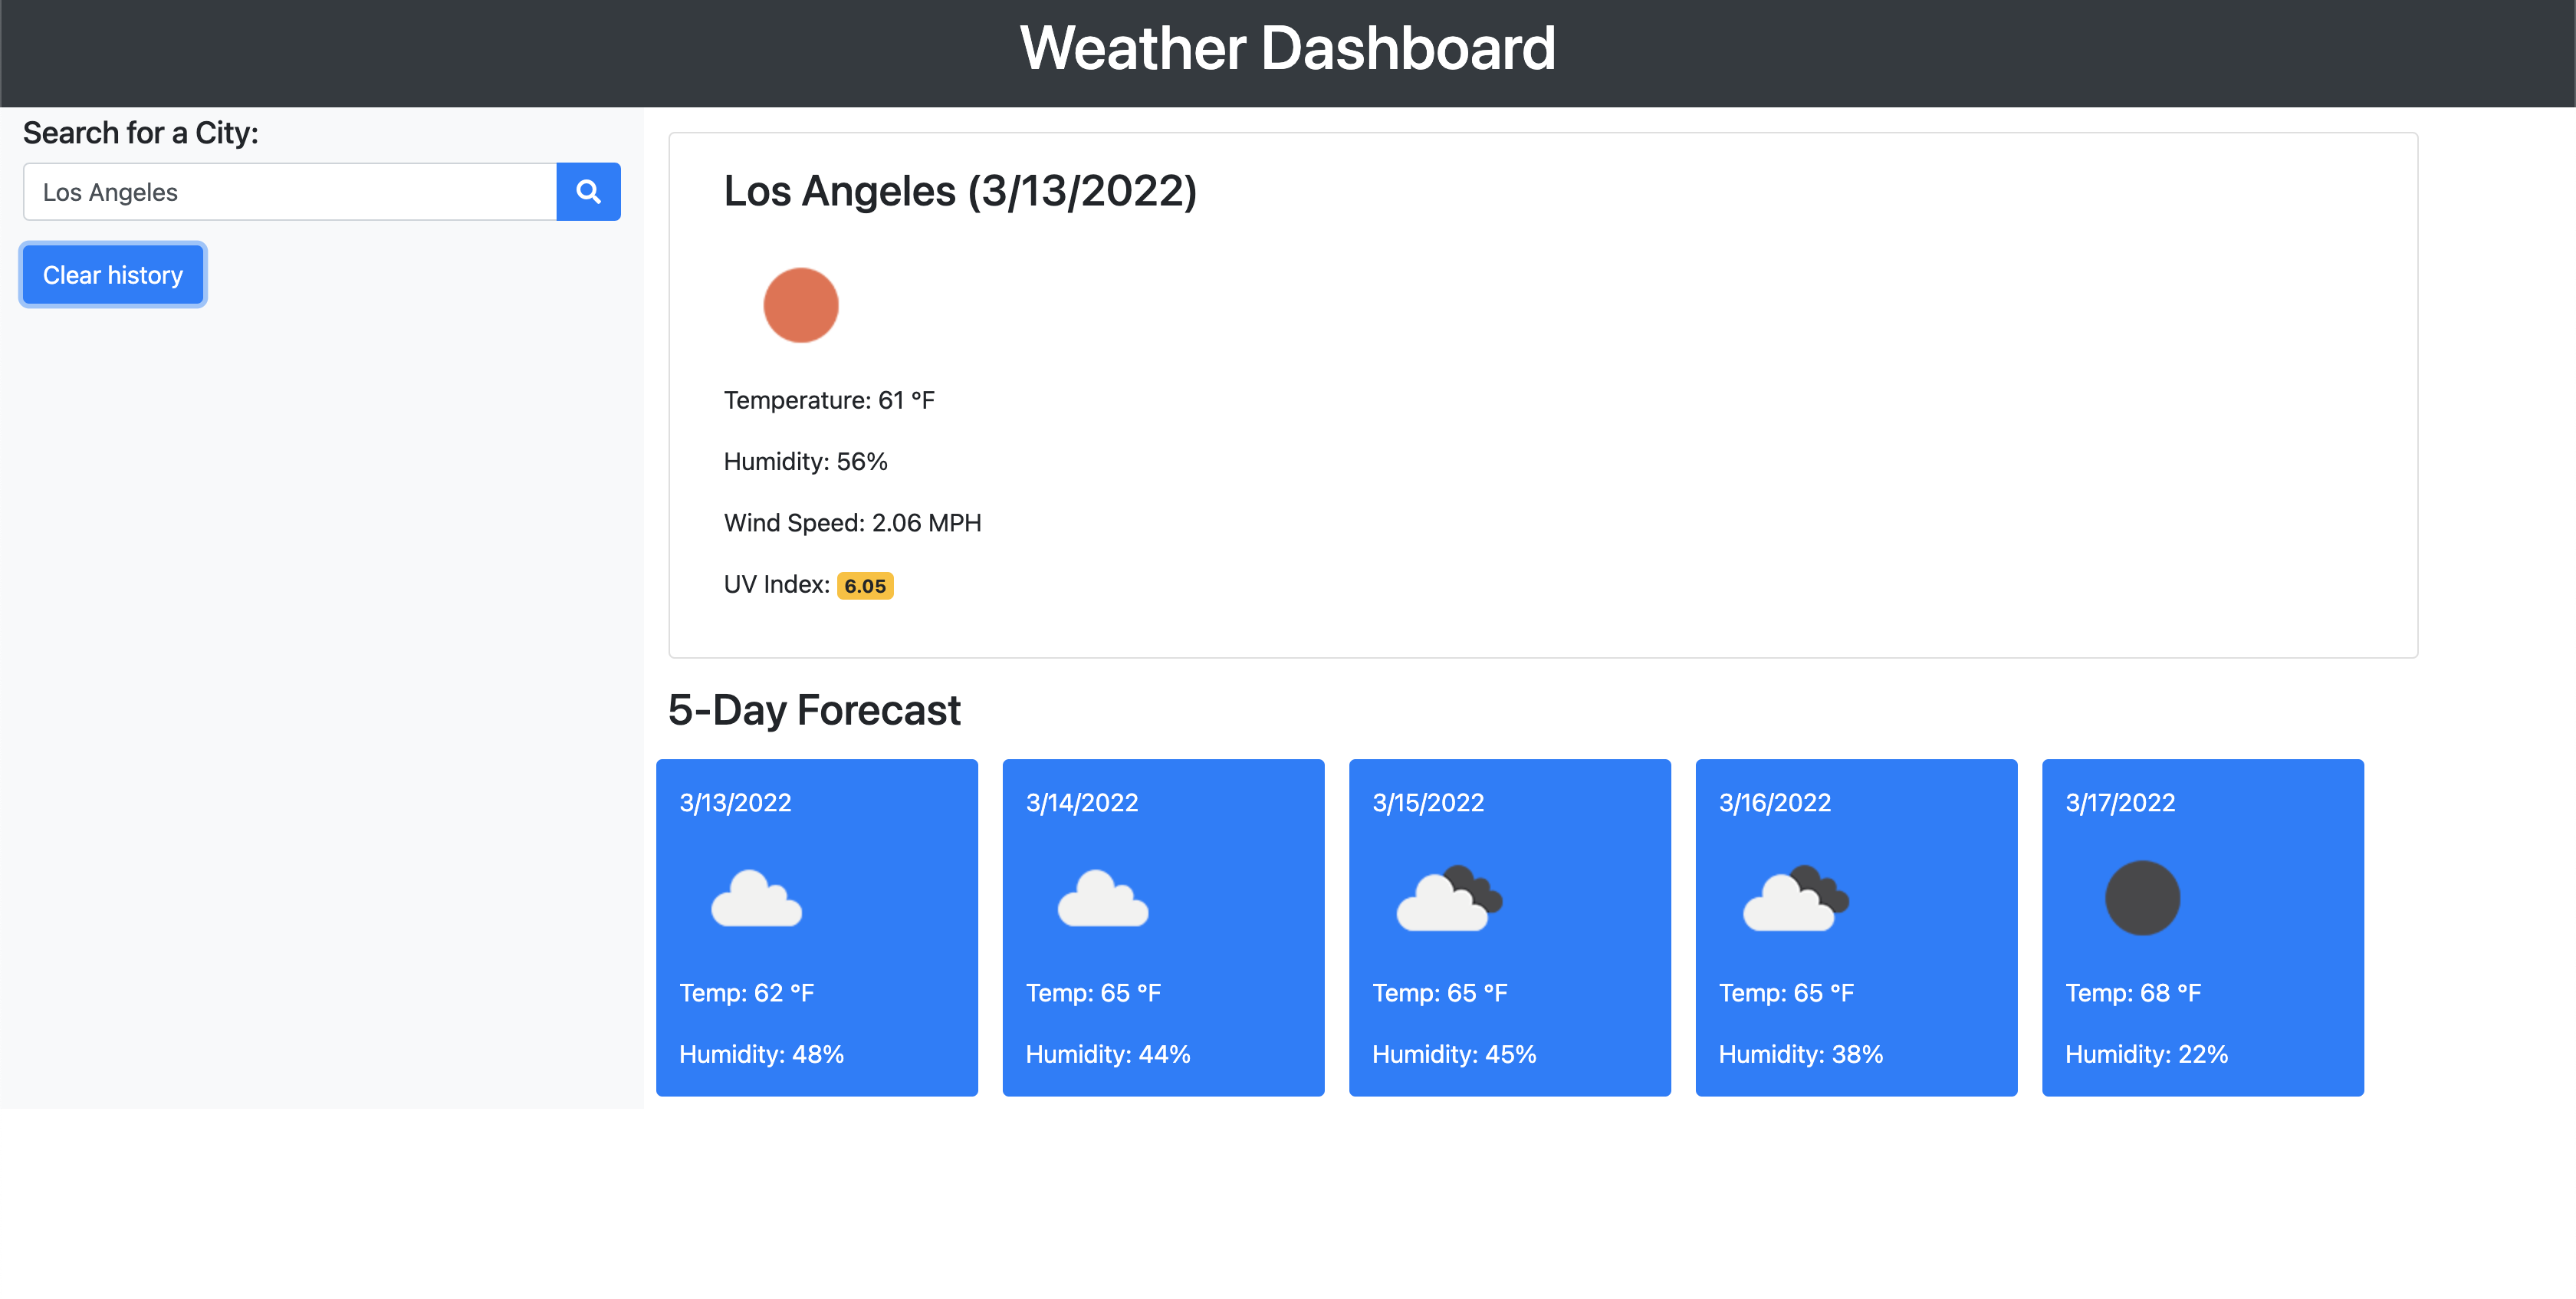 Weather Dashboard
Search for a City:
Los Angeles
Clear history
Los Angeles (3/13/2022)
Temperature: 61 °F
Humidity: 56%
Wind Speed: 2.06 MPH
UV Index: 6.05
5-Day Forecast
3/13/2022
Temp: 62 °F
Humidity: 48%
3/14/2022
Temp: 65 °F
Humidity: 44%
3/15/2022
Temp: 65 °F
Humidity: 45%
3/16/2022
Temp: 65 °F
Humidity: 38%
3/17/2022
Temp: 68 °F
Humidity: 22%